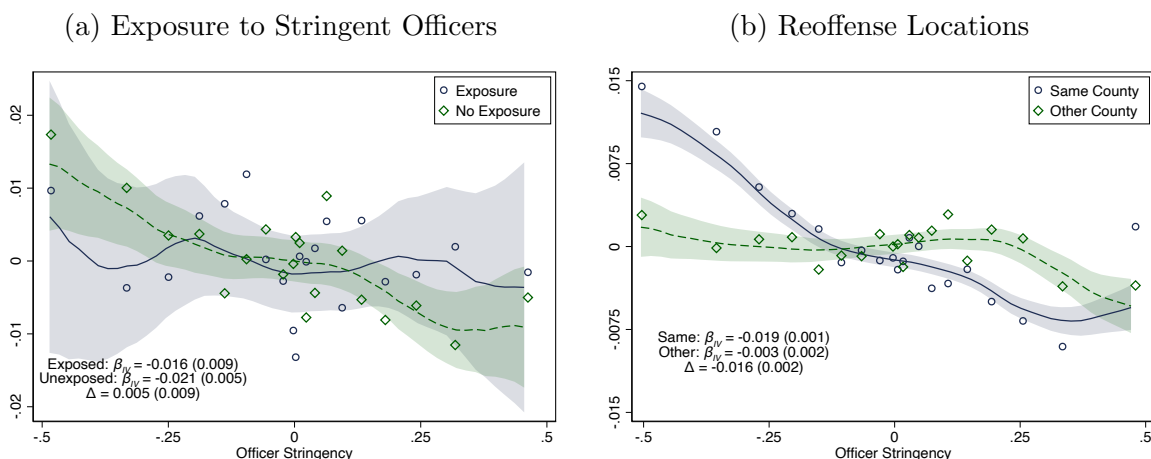 (a) Exposure to Stringent Officers
Exposure
No Exposure
.02
.01
0
-.01
-.02
Exposed: β_IV = -0.016 (0.009)
Unexposed: β_IV = -0.021 (0.005)
Δ = 0.005 (0.009)
-.5
-.25
0
.25
.5
Officer Stringency
(b) Reoffense Locations
Same County
Other County
.015
.0075
0
-.0075
-.015
Same: β_IV = -0.019 (0.001)
Other: β_IV = -0.003 (0.002)
Δ = -0.016 (0.002)
-.5
-.25
0
.25
.5
Officer Stringency